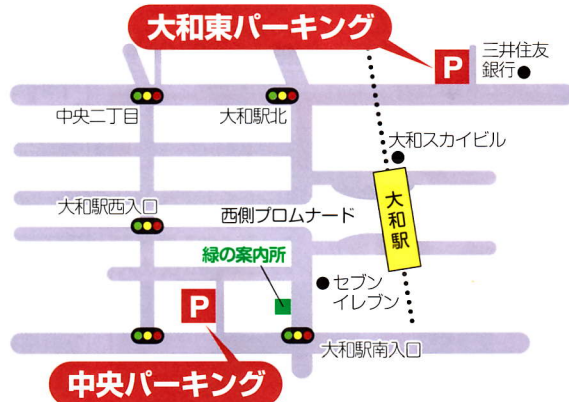 大和東パーキング
P
三井住友
銀行
中央二丁目
大和駅北
大和スカイビル
大和駅
大和駅西入口
西側プロムナード
緑の案内所
セブン
イレブン
P
大和駅南入口
中央パーキング